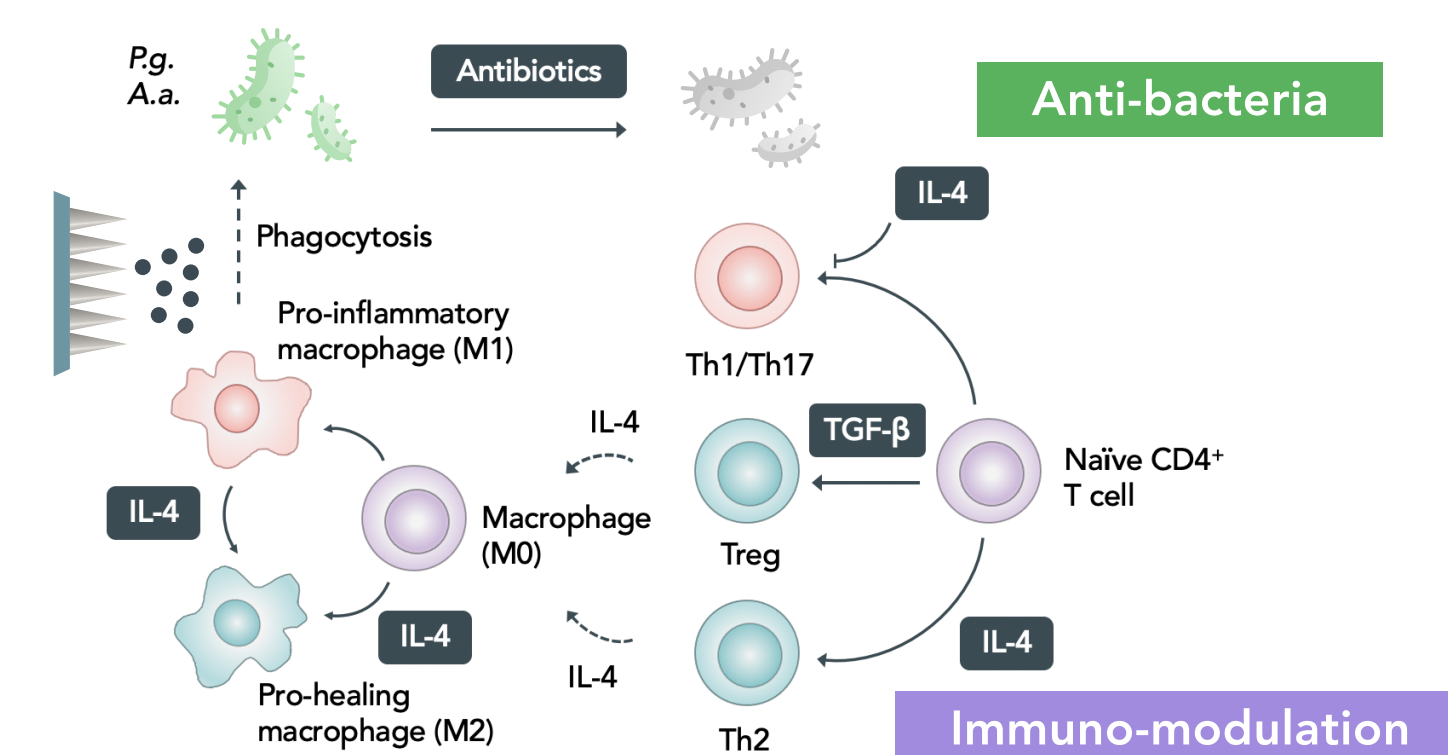 P.g.
A.a.
Antibiotics
Anti-bacteria
IL-4
Phagocytosis
Pro-inflammatory
macrophage (M1)
Th1/Th17
IL-4
TGF-β
Naïve CD4⁺
T cell
IL-4
Macrophage
(M0)
Treg
IL-4
IL-4
IL-4
Pro-healing
macrophage (M2)
Th2
Immuno-modulation